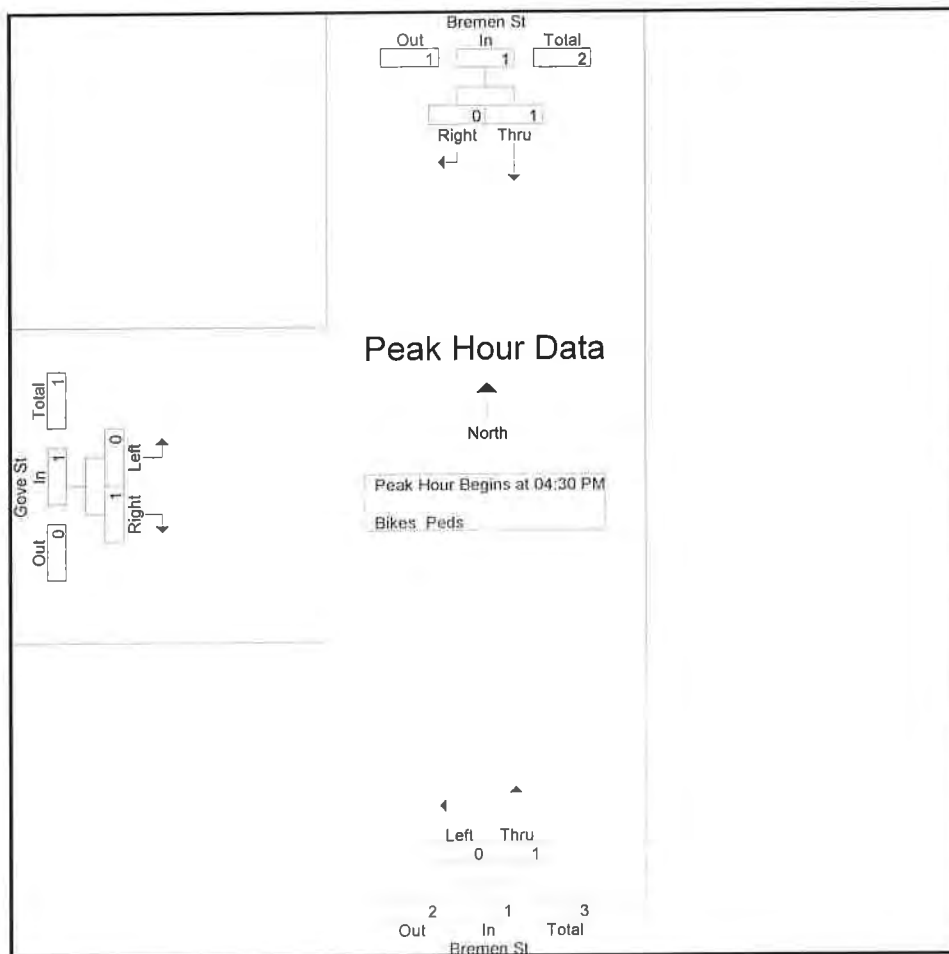 Bremen St
Out In Total
1 1 2
0 1
Right Thru
Peak Hour Data
North
Peak Hour Begins at 04:30 PM
Bikes Peds
Gove St
Out In Total
0 1 1
Right Left
1 0
Left Thru
0 1
2 1 3
Out In Total
Bremen St